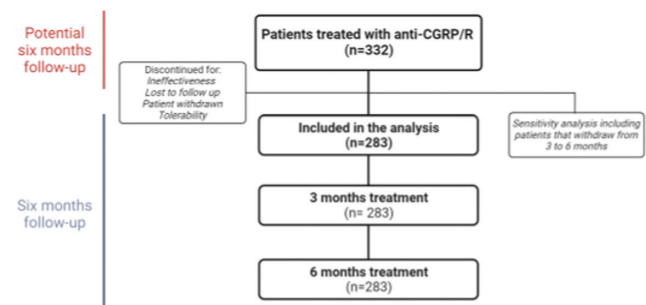 Potential
six months
follow-up
Patients treated with anti-CGRP/R
(n=332)
Discontinued for:
Ineffectiveness
Lost to follow up
Patient withdrawn
Tolerability
Sensitivity analysis including
patients that withdraw from
3 to 6 months
Included in the analysis
(n=283)
Six months
follow-up
3 months treatment
(n= 283)
6 months treatment
(n=283)